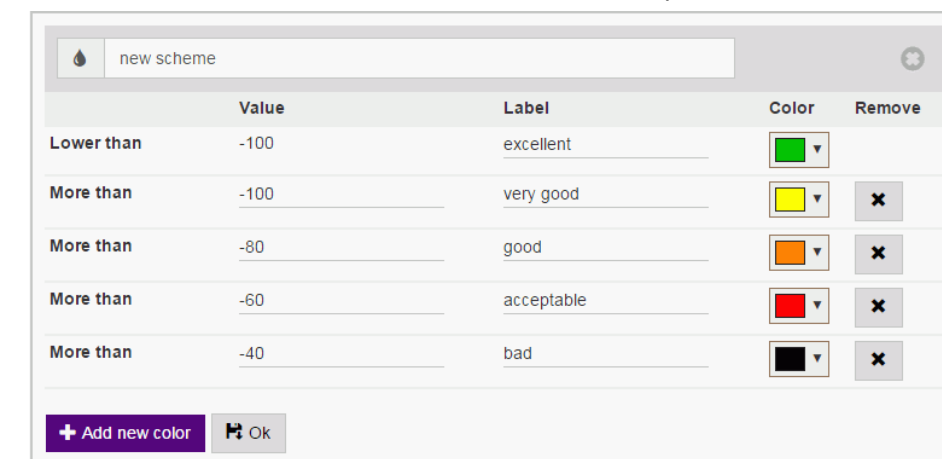 new scheme
Value Label Color Remove
Lower than -100 excellent
More than -100 very good
More than -80 good
More than -60 acceptable
More than -40 bad
Add new color Ok